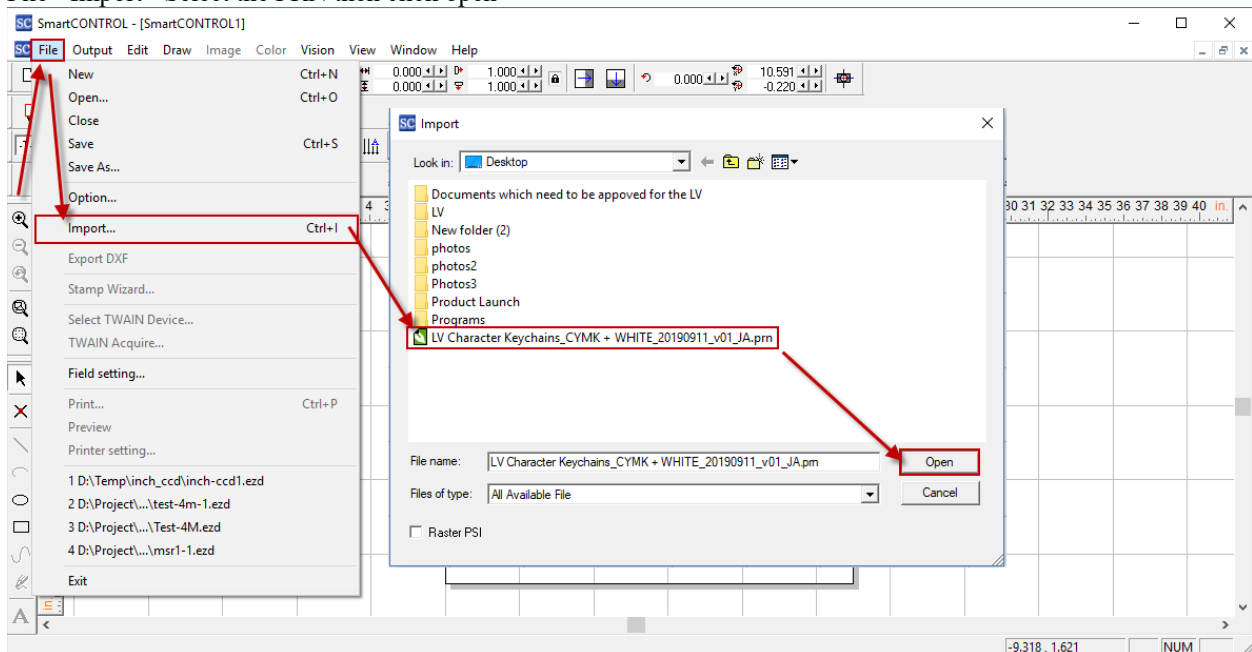 SC SmartCONTROL - [SmartCONTROL1]
SC File Output Edit Draw Image Color Vision View Window Help
New Ctrl+N
Open... Ctrl+O
Close
Save Ctrl+S
Save As...
Option...
Import... Ctrl+I
Export DXF
Stamp Wizard...
Select TWAIN Device...
TWAIN Acquire...
Field setting...
Print... Ctrl+P
Preview
Printer setting...
1 D:\Temp\inch_ccd\inch-ccd1.ezd
2 D:\Project\...\test-4m-1.ezd
3 D:\Project\...\Test-4M.ezd
4 D:\Project\...\msr1-1.ezd
Exit
0.000 1.000 0.000 10.591
0.000 1.000 -0.220
SC Import
Look in: Desktop
Documents which need to be appoved for the LV
LV
New folder (2)
photos
photos2
Photos3
Product Launch
Programs
LV Character Keychains_CYMK + WHITE_20190911_v01_JA.prn
File name: LV Character Keychains_CYMK + WHITE_20190911_v01_JA.prn Open
Files of type: All Available File Cancel
Raster PSI
4 30 31 32 33 34 35 36 37 38 39 40 in.
A
-9.318 , 1.621 NUM